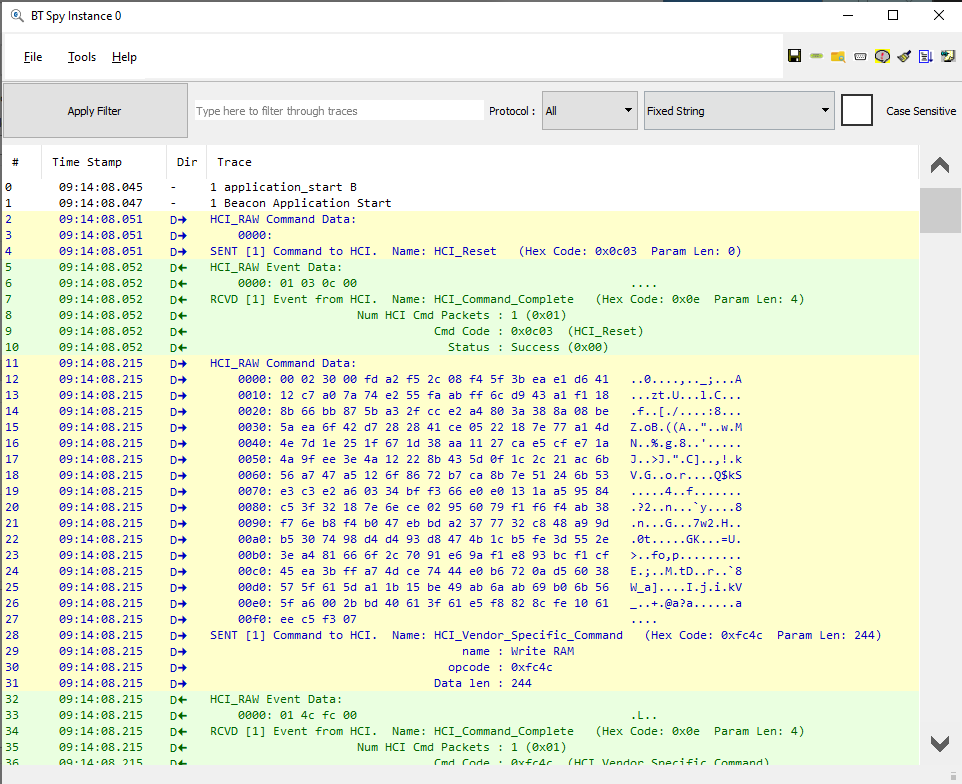 BT Spy Instance 0
File Tools Help
Apply Filter Type here to filter through traces Protocol : All Fixed String Case Sensitive
# Time Stamp Dir Trace
0 09:14:08.045 - 1 application_start B
1 09:14:08.047 - 1 Beacon Application Start
2 09:14:08.051 D→ HCI_RAW Command Data:
3 09:14:08.051 D→ 0000:
4 09:14:08.051 D→ SENT [1] Command to HCI. Name: HCI_Reset (Hex Code: 0x0c03 Param Len: 0)
5 09:14:08.052 D← HCI_RAW Event Data:
6 09:14:08.052 D← 0000: 01 03 0c 00 ....
7 09:14:08.052 D← RCVD [1] Event from HCI. Name: HCI_Command_Complete (Hex Code: 0x0e Param Len: 4)
8 09:14:08.052 D← Num HCI Cmd Packets : 1 (0x01)
9 09:14:08.052 D← Cmd Code : 0x0c03 (HCI_Reset)
10 09:14:08.052 D← Status : Success (0x00)
11 09:14:08.215 D→ HCI_RAW Command Data:
12 09:14:08.215 D→ 0000: 00 02 30 00 fd a2 f5 2c 08 f4 5f 3b ea e1 d6 41 ..0....,.._;...A
13 09:14:08.215 D→ 0010: 12 c7 a0 7a 74 e2 55 fa ab ff 6c d9 43 a1 f1 18 ...zt.U...l.C...
14 09:14:08.215 D→ 0020: 8b 66 bb 87 5b a3 2f cc e2 a4 80 3a 38 8a 08 be .f..[./....:8...
15 09:14:08.215 D→ 0030: 5a ea 6f 42 d7 28 28 41 ce 05 22 18 7e 77 a1 4d Z.oB.((A..".~w.M
16 09:14:08.215 D→ 0040: 4e 7d 1e 25 1f 67 1d 38 aa 11 27 ca e5 cf e7 1a N..%.g.8..'.....
17 09:14:08.215 D→ 0050: 4a 9f ee 3e 4a 12 22 8b 43 5d 0f 1c 2c 21 ac 6b J..>J.".C]..,!.k
18 09:14:08.215 D→ 0060: 56 a7 47 a5 12 6f 86 72 b7 ca 8b 7e 51 24 6b 53 V.G..o.r....Q$kS
19 09:14:08.215 D→ 0070: e3 c3 e2 a6 03 34 bf f3 66 e0 e0 13 1a a5 95 84 .....4..f.......
20 09:14:08.215 D→ 0080: c5 3f 32 18 7e 6e ce 02 95 60 79 f1 f6 f4 ab 38 .?2..n...`y....8
21 09:14:08.215 D→ 0090: f7 6e b8 f4 b0 47 eb bd a2 37 77 32 c8 48 a9 9d .n...G...7w2.H..
22 09:14:08.215 D→ 00a0: b5 30 74 98 d4 d4 93 d8 47 4b 1c b5 fe 3d 55 2e .0t.....GK...=U.
23 09:14:08.215 D→ 00b0: 3e a4 81 66 6f 2c 70 91 e6 9a f1 e8 93 bc f1 cf >..fo,p.........
24 09:14:08.215 D→ 00c0: 45 ea 3b ff a7 4d ce 74 44 e0 b6 72 0a d5 60 38 E.;..M.tD..r..`8
25 09:14:08.215 D→ 00d0: 57 5f 61 5d da 11 1b 15 be 49 ab 6a ab 69 b0 6b 56 W_a]....I.j.i.kV
26 09:14:08.215 D→ 00e0: 5f a6 00 2b bd 40 61 3f 61 e5 f8 82 8c fe 10 61 _..+.@a?a......a
27 09:14:08.215 D→ 00f0: ee c5 f3 07 ....
28 09:14:08.215 D→ SENT [1] Command to HCI. Name: HCI_Vendor_Specific_Command (Hex Code: 0xfc4c Param Len: 244)
29 09:14:08.215 D→ name : Write RAM
30 09:14:08.215 D→ opcode : 0xfc4c
31 09:14:08.215 D→ Data len : 244
32 09:14:08.215 D← HCI_RAW Event Data:
33 09:14:08.215 D← 0000: 01 4c fc 00 .L..
34 09:14:08.215 D← RCVD [1] Event from HCI. Name: HCI_Command_Complete (Hex Code: 0x0e Param Len: 4)
35 09:14:08.215 D← Num HCI Cmd Packets : 1 (0x01)
36 09:14:08.215 D← Cmd Code : 0xfc4c (HCI_Vendor_Specific_Command)